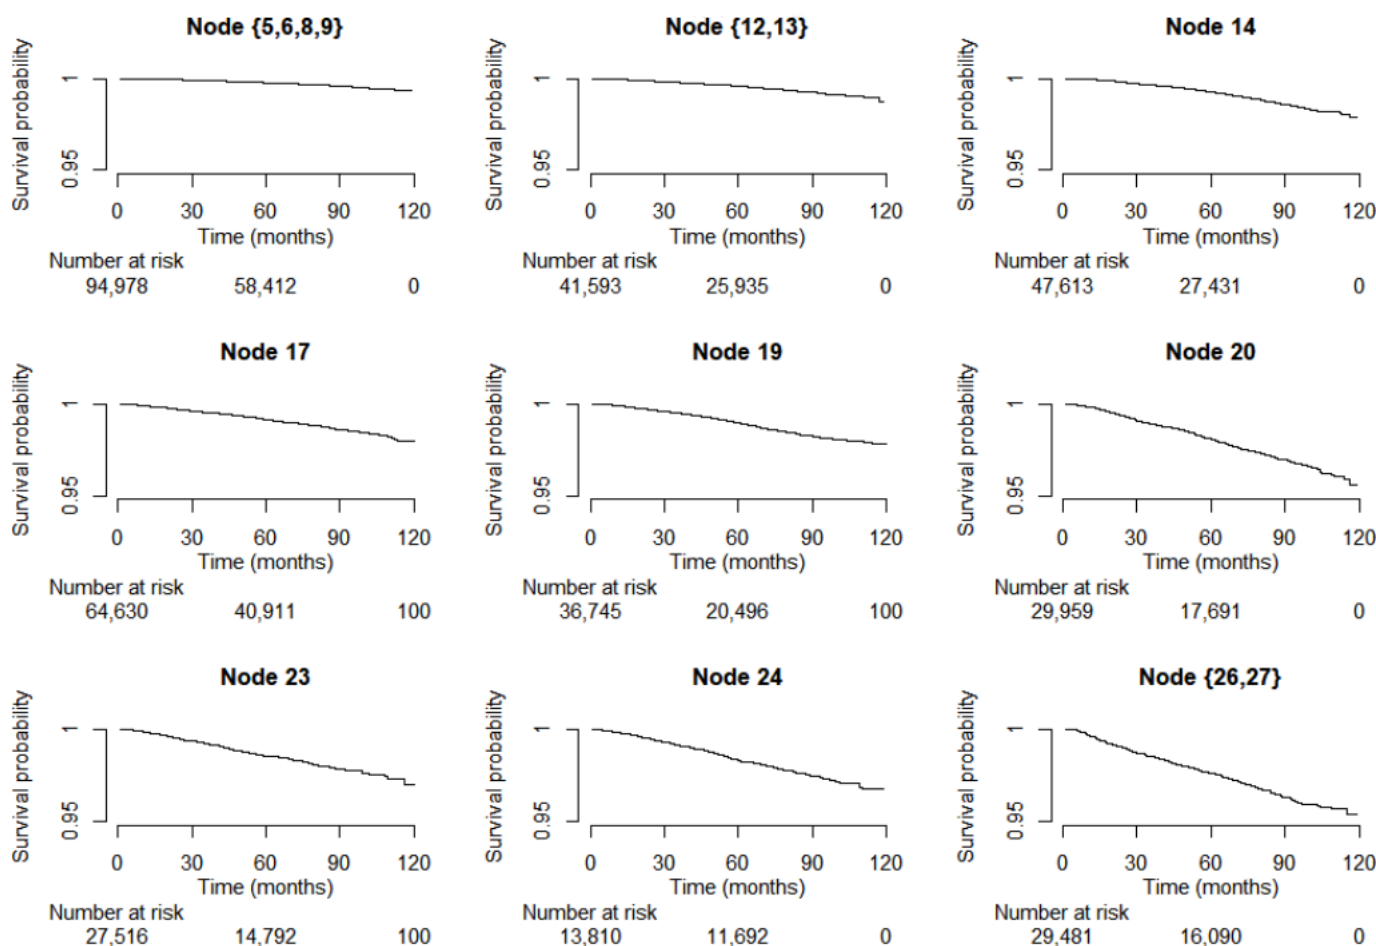 Node {5,6,8,9}
Survival probability
1
0.95
0 30 60 90 120
Time (months)
Number at risk
94,978 58,412 0
Node {12,13}
Survival probability
1
0.95
0 30 60 90 120
Time (months)
Number at risk
41,593 25,935 0
Node 14
Survival probability
1
0.95
0 30 60 90 120
Time (months)
Number at risk
47,613 27,431 0
Node 17
Survival probability
1
0.95
0 30 60 90 120
Time (months)
Number at risk
64,630 40,911 100
Node 19
Survival probability
1
0.95
0 30 60 90 120
Time (months)
Number at risk
36,745 20,496 100
Node 20
Survival probability
1
0.95
0 30 60 90 120
Time (months)
Number at risk
29,959 17,691 0
Node 23
Survival probability
1
0.95
0 30 60 90 120
Time (months)
Number at risk
27,516 14,792 100
Node 24
Survival probability
1
0.95
0 30 60 90 120
Time (months)
Number at risk
13,810 11,692 0
Node {26,27}
Survival probability
1
0.95
0 30 60 90 120
Time (months)
Number at risk
29,481 16,090 0